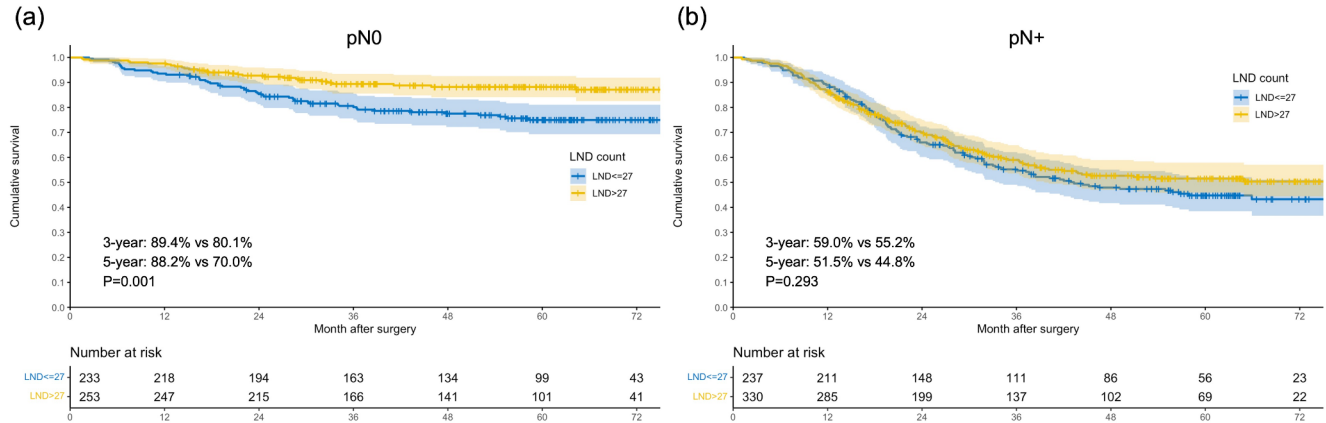 (a)
pN0
1.0
0.9
0.8
0.7
0.6
0.5
0.4
0.3
0.2
0.1
0.0
Cumulative survival
LND count
LND<=27
LND>27
3-year: 89.4% vs 80.1%
5-year: 88.2% vs 70.0%
P=0.001
0 12 24 36 48 60 72
Month after surgery
Number at risk
LND<=27 233 218 194 163 134 99 43
LND>27 253 247 215 166 141 101 41
0 12 24 36 48 60 72
(b)
pN+
1.0
0.9
0.8
0.7
0.6
0.5
0.4
0.3
0.2
0.1
0.0
Cumulative survival
LND count
LND<=27
LND>27
3-year: 59.0% vs 55.2%
5-year: 51.5% vs 44.8%
P=0.293
0 12 24 36 48 60 72
Month after surgery
Number at risk
LND<=27 237 211 148 111 86 56 23
LND>27 330 285 199 137 102 69 22
0 12 24 36 48 60 72